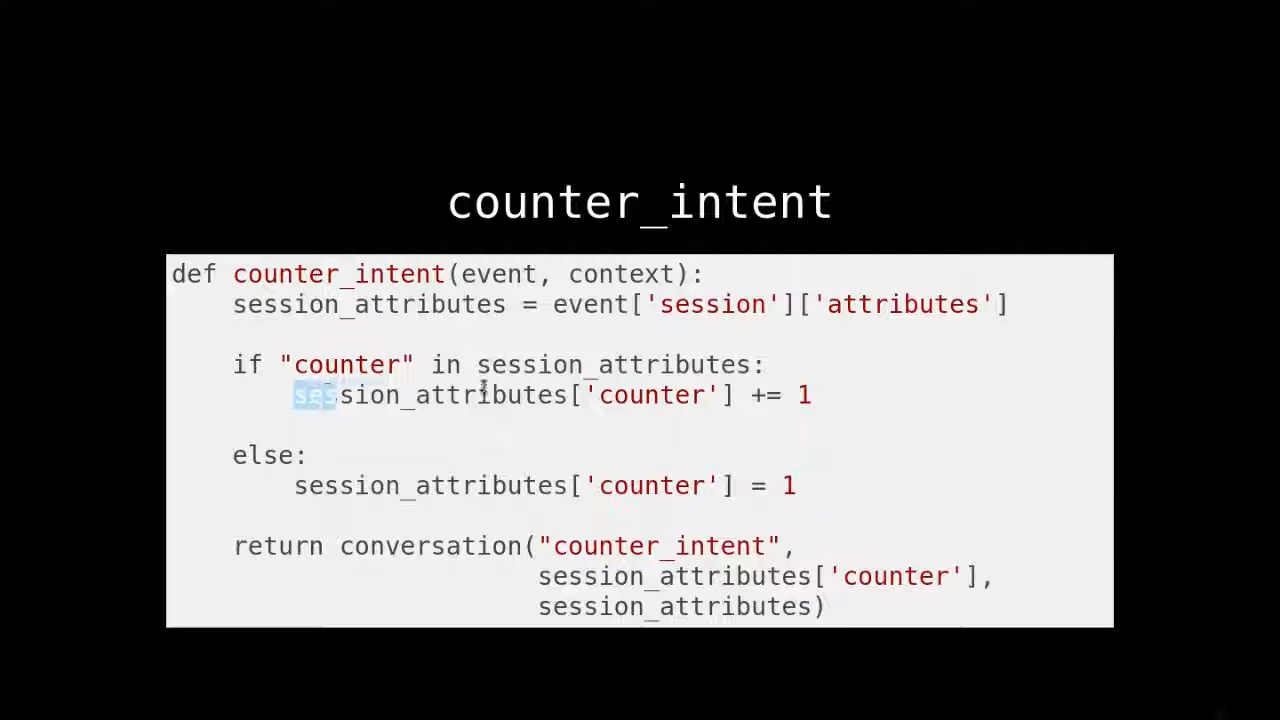 counter_intent
def counter_intent(event, context):
    session_attributes = event['session']['attributes']
    if "counter" in session_attributes:
        session_attributes['counter'] += 1
    else:
        session_attributes['counter'] = 1
    return conversation("counter_intent",
                        session_attributes['counter'],
                        session_attributes)